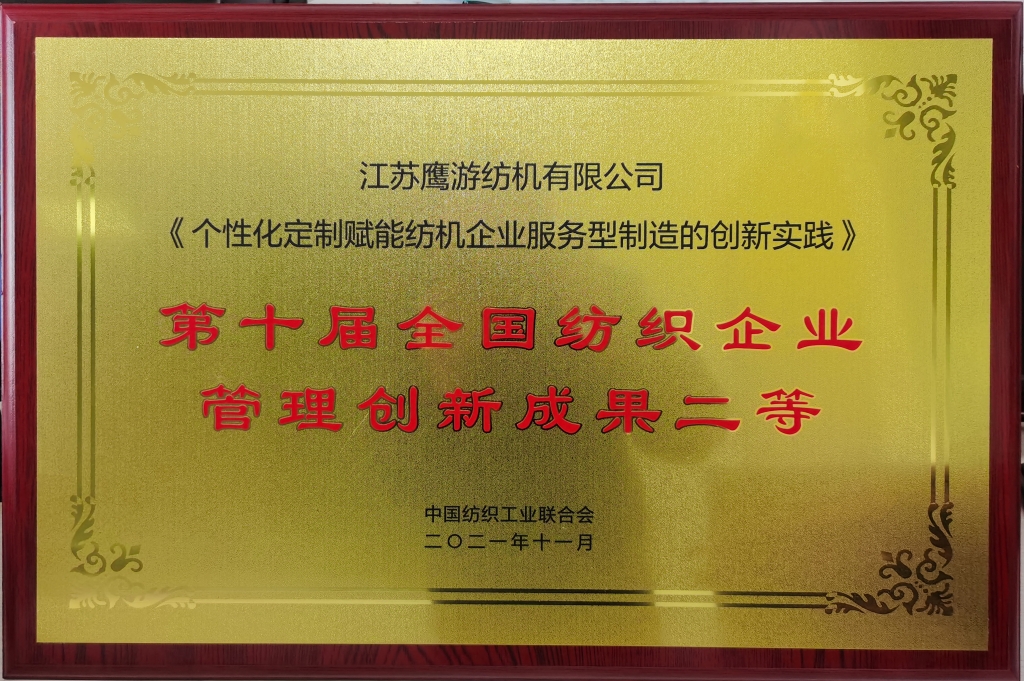 江苏鹰游纺机有限公司
《个性化定制赋能纺机企业服务型制造的创新实践》
第十届全国纺织企业
管理创新成果二等
中国纺织工业联合会
二〇二一年十一月